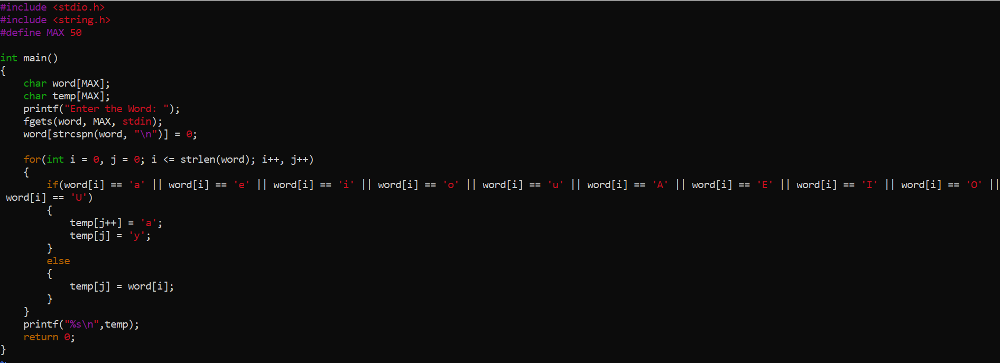 #include <stdio.h>
#include <string.h>
#define MAX 50

int main()
{
    char word[MAX];
    char temp[MAX];
    printf("Enter the Word: ");
    fgets(word, MAX, stdin);
    word[strcspn(word, "\n")] = 0;

    for(int i = 0, j = 0; i <= strlen(word); i++, j++)
    {
        if(word[i] == 'a' || word[i] == 'e' || word[i] == 'i' || word[i] == 'o' || word[i] == 'u' || word[i] == 'A' || word[i] == 'E' || word[i] == 'I' || word[i] == 'O' ||
 word[i] == 'U')
        {
            temp[j++] = 'a';
            temp[j] = 'y';
        }
        else
        {
            temp[j] = word[i];
        }
    }
    printf("%s\n",temp);
    return 0;
}